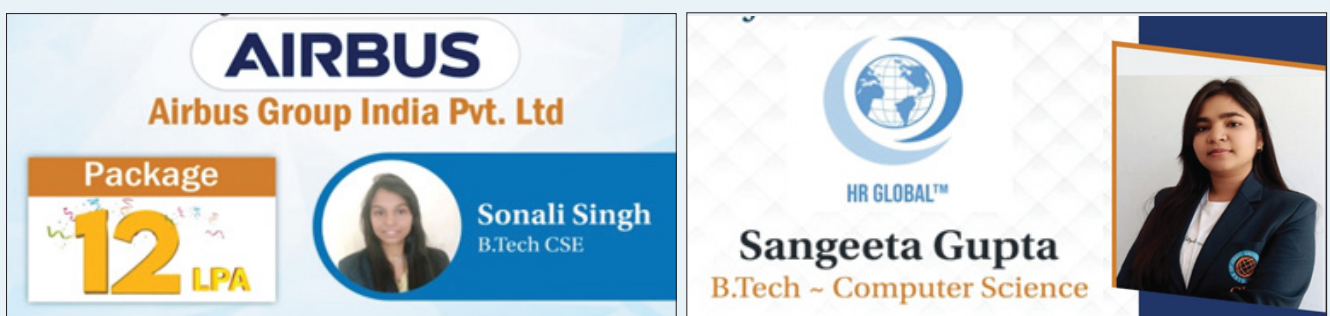 AIRBUS
Airbus Group India Pvt. Ltd
Package
12 LPA
Sonali Singh
B.Tech CSE
HR GLOBAL™
Sangeeta Gupta
B.Tech ~ Computer Science